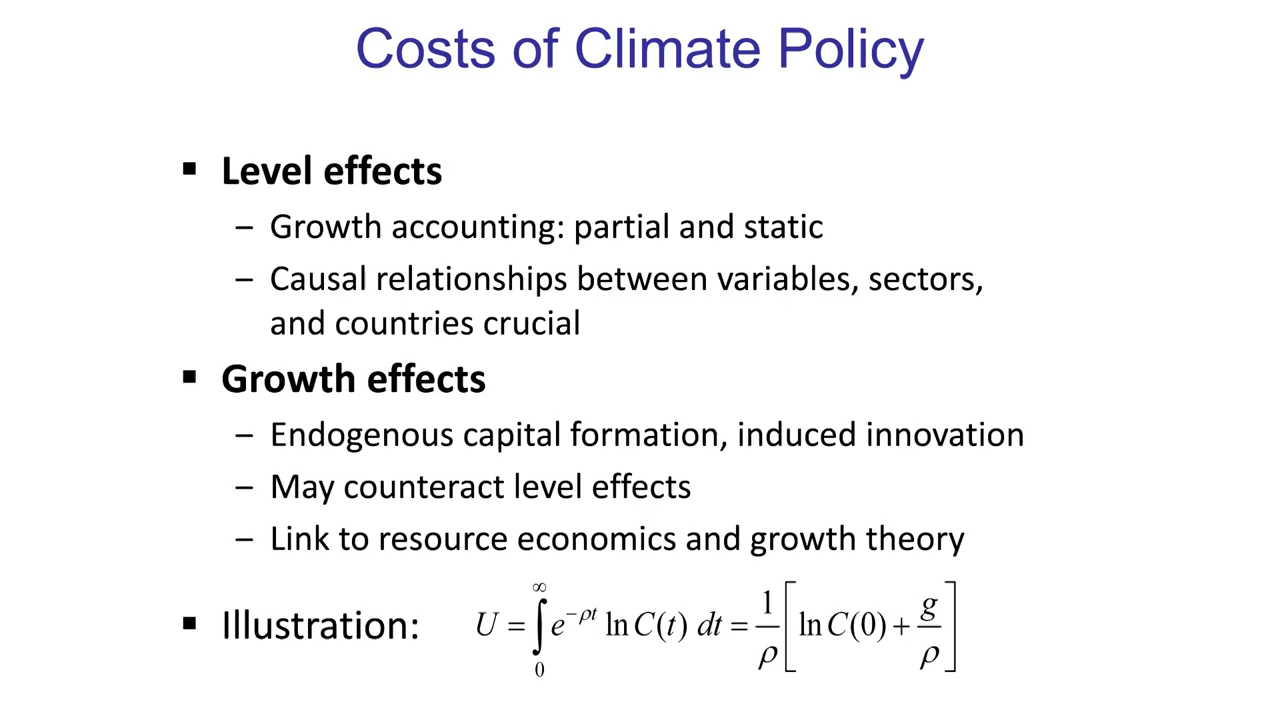 Costs of Climate Policy
▪ Level effects
– Growth accounting: partial and static
– Causal relationships between variables, sectors,
and countries crucial
▪ Growth effects
– Endogenous capital formation, induced innovation
– May counteract level effects
– Link to resource economics and growth theory
▪ Illustration: U = ∫₀^∞ e^{−ρt} ln C(t) dt = 1/ρ [ ln C(0) + g/ρ ]